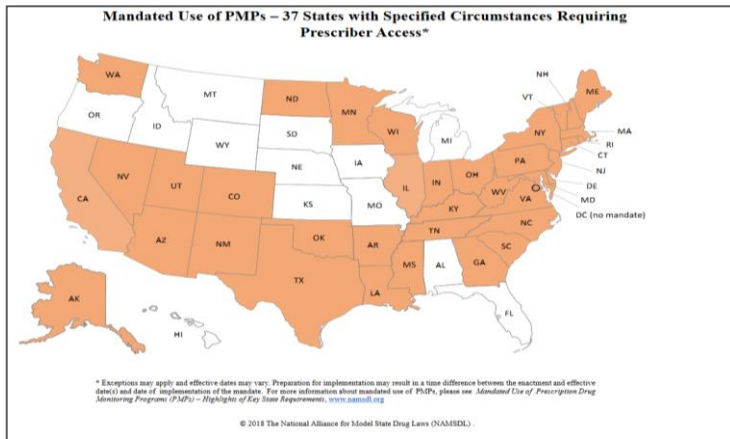 Mandated Use of PMPs – 37 States with Specified Circumstances Requiring
Prescriber Access*
WA
MT
ND
MN
OR
ID
WY
SD
WI
MI
NH
VT
ME
NY
MA
RI
CT
NE
IA
PA
NJ
NV
UT
CO
IL
IN
OH
DE
MD
CA
KS
MO
WV
VA
DC (no mandate)
KY
NC
AZ
NM
OK
AR
TN
SC
TX
MS
AL
GA
LA
AK
FL
HI
* Exceptions may apply and effective dates may vary. Preparation for implementation may result in a time difference between the enactment and effective
date(s) and date of implementation of the mandate. For more information about mandated use of PMPs, please see Mandated Use of Prescription Drug
Monitoring Programs (PMPs) – Highlights of Key State Requirements, www.namsdl.org
© 2018 The National Alliance for Model State Drug Laws (NAMSDL) .